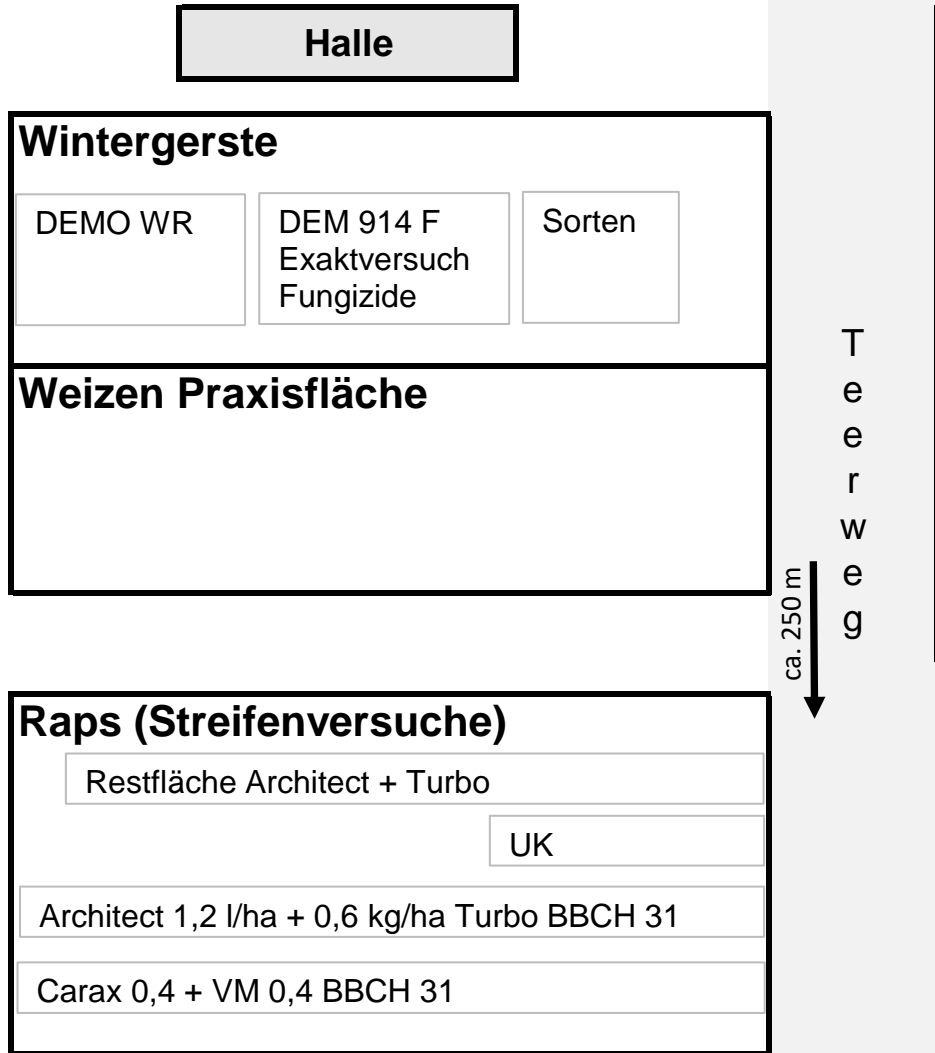 Halle
Wintergerste
DEMO WR
DEM 914 F
Exaktversuch
Fungizide
Sorten
Weizen Praxisfläche
Teerweg
ca. 250 m
Raps (Streifenversuche)
Restfläche Architect + Turbo
UK
Architect 1,2 l/ha + 0,6 kg/ha Turbo BBCH 31
Carax 0,4 + VM 0,4 BBCH 31